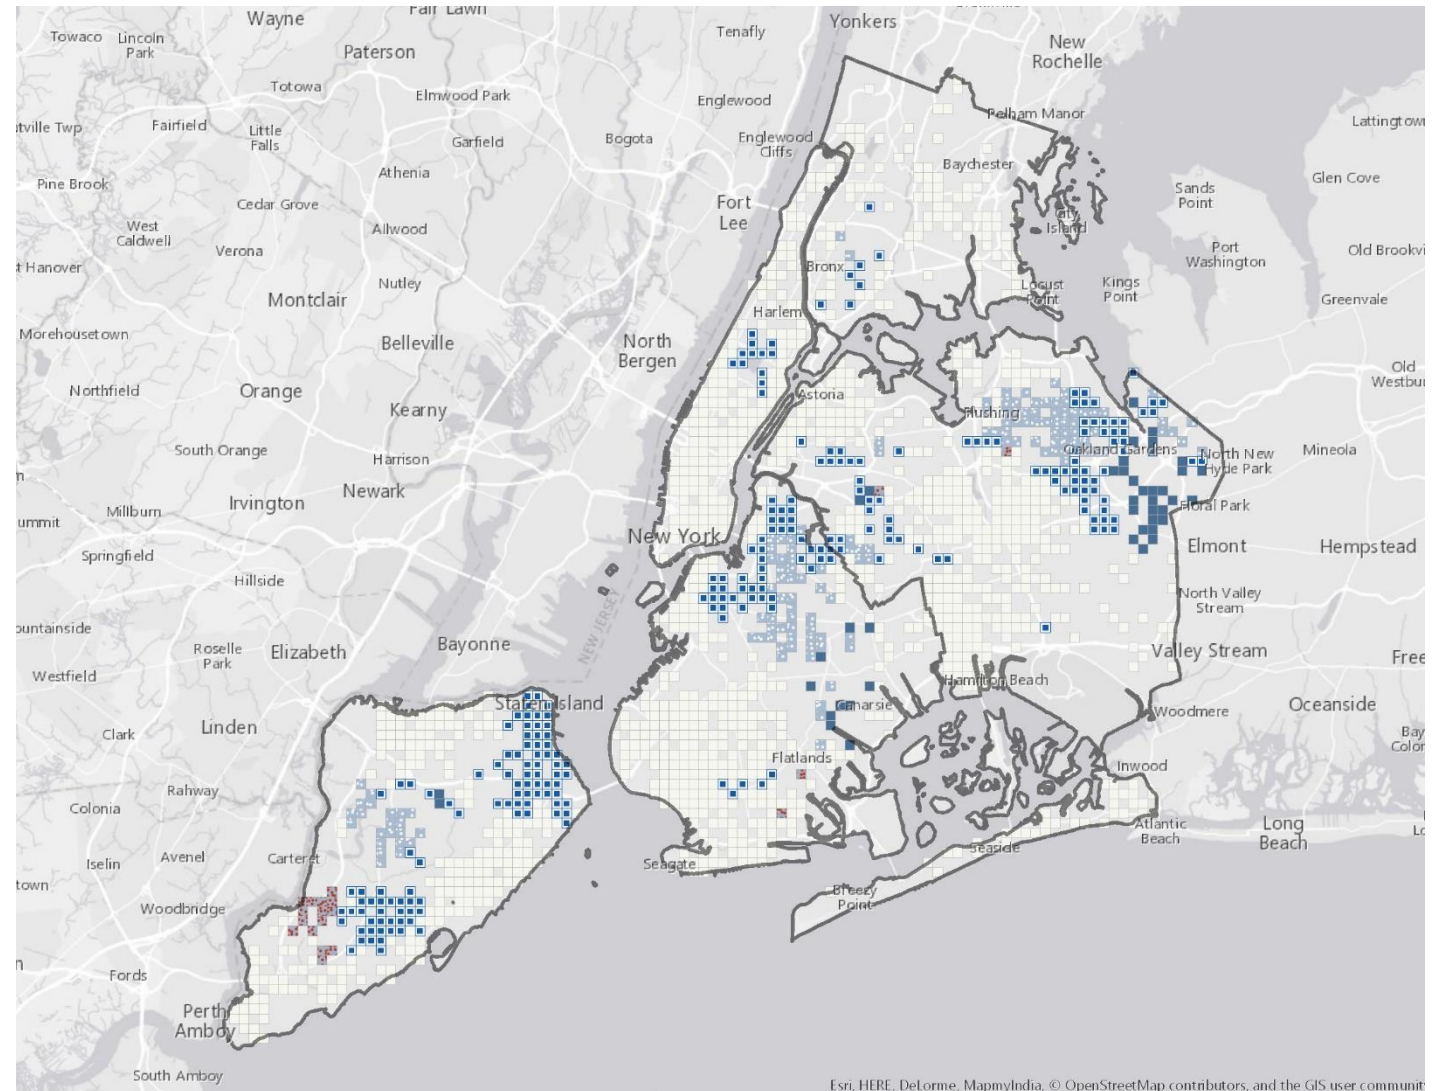 Fair Lawn
Wayne
Yonkers
Towaco
Lincoln
Park
Tenafly
New
Rochelle
Paterson
Totowa
Elmwood Park
Englewood
Pelham Manor
Lattingtown
Fairfield
Little
Falls
Garfield
Bogota
Englewood
Cliffs
Baychester
Athenia
Pine Brook
Cedar Grove
Fort
Lee
Sands
Point
Glen Cove
West
Caldwell
Allwood
City
Island
Verona
Port
Washington
Nutley
Bronx
Locust
Point
Kings
Point
Greenvale
Montclair
Harlem
Morehousetown
Belleville
North
Bergen
Old
Northfield
Orange
Kearny
Astoria
Flushing
South Orange
Harrison
Oakland Gardens
North New
Hyde Park
Mineola
Irvington
Newark
Millburn
Floral Park
Springfield
New York
Elmont
Hempstead
Hillside
North Valley
Stream
NEW JERSEY
Roselle
Park
Elizabeth
Bayonne
Valley Stream
Westfield
Hamilton Beach
Staten Island
Canarsie
Woodmere
Oceanside
Clark
Linden
Flatlands
Inwood
Rahway
Colonia
Atlantic
Beach
Long
Beach
Iselin
Avenel
Carteret
Seagate
Seaside
Woodbridge
Breezy
Point
Fords
Perth
Amboy
South Amboy
Esri, HERE, DeLorme, MapmyIndia, © OpenStreetMap contributors, and the GIS user community